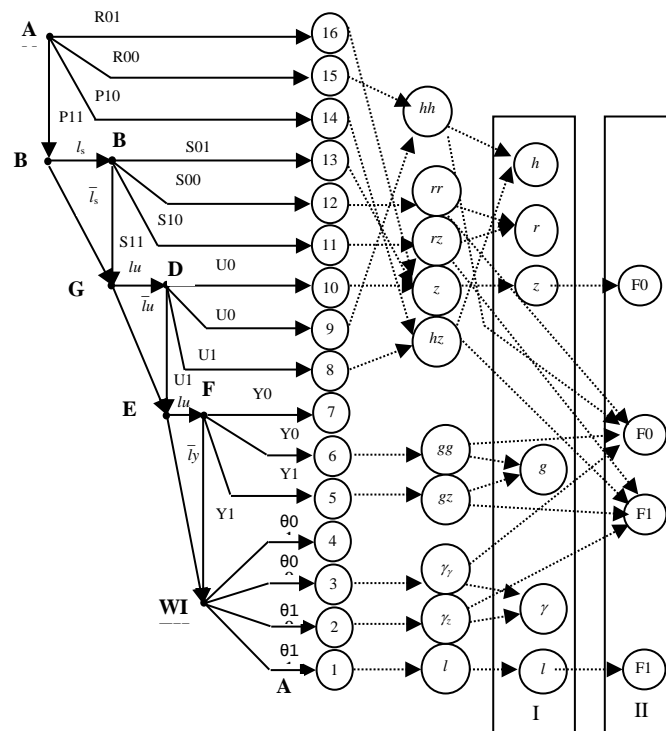 A R01 16
R00 15
P10 14 hh
P11
B l̅s B S01 13 h
l̅s S00 12 rr
S10 11 rz r
S11
G lu D U0 10 z z F0
l̅u U0 9 hz
U1 8
U1
E lu F Y0 7
l̅y Y0 6 gg g F0
Y1 5 gz F1
Y1
θ0 4
θ0 3 γγ
WI θ1 2 γz γ
θ1 1 l l F1
A
I II